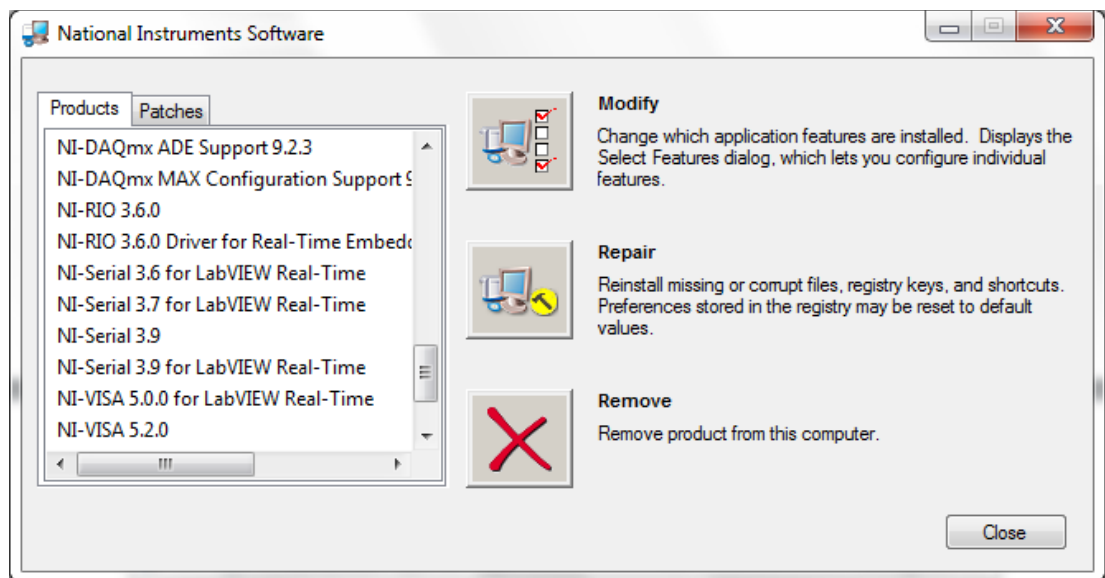 National Instruments Software
Products
Patches
NI-DAQmx ADE Support 9.2.3
NI-DAQmx MAX Configuration Support
NI-RIO 3.6.0
NI-RIO 3.6.0 Driver for Real-Time
NI-Serial 3.6 for LabVIEW Real-Time
NI-Serial 3.7 for LabVIEW Real-Time
NI-Serial 3.9
NI-Serial 3.9 for LabVIEW Real-Time
NI-VISA 5.0.0 for LabVIEW Real-Time
NI-VISA 5.2.0
Modify
Change which application features are installed. Displays the
Select Features dialog, which lets you configure individual
features.
Repair
Reinstall missing or corrupt files, registry keys, and shortcuts.
Preferences stored in the registry may be reset to default
values.
Remove
Remove product from this computer.
Close